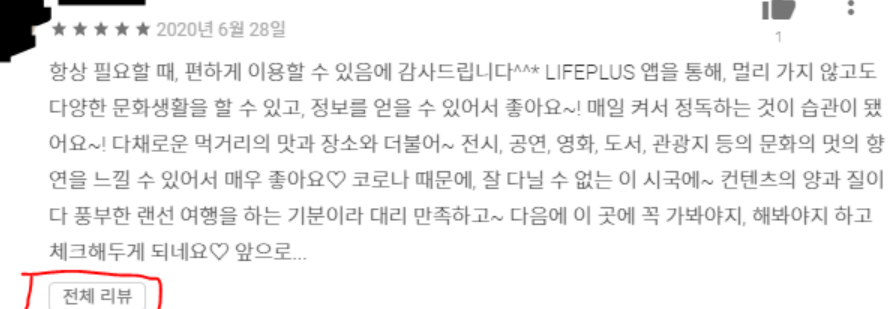 ★★★★★ 2020년 6월 28일
1
항상 필요할 때, 편하게 이용할 수 있음에 감사드립니다^^* LIFEPLUS 앱을 통해, 멀리 가지 않고도
다양한 문화생활을 할 수 있고, 정보를 얻을 수 있어서 좋아요~! 매일 켜서 정독하는 것이 습관이 됐
어요~! 다채로운 먹거리의 맛과 장소와 더불어~ 전시, 공연, 영화, 도서, 관광지 등의 문화의 멋의 향
연을 느낄 수 있어서 매우 좋아요♡ 코로나 때문에, 잘 다닐 수 없는 이 시국에~ 컨텐츠의 양과 질이
다 풍부한 랜선 여행을 하는 기분이라 대리 만족하고~ 다음에 이 곳에 꼭 가봐야지, 해봐야지 하고
체크해두게 되네요♡ 앞으로...
전체 리뷰